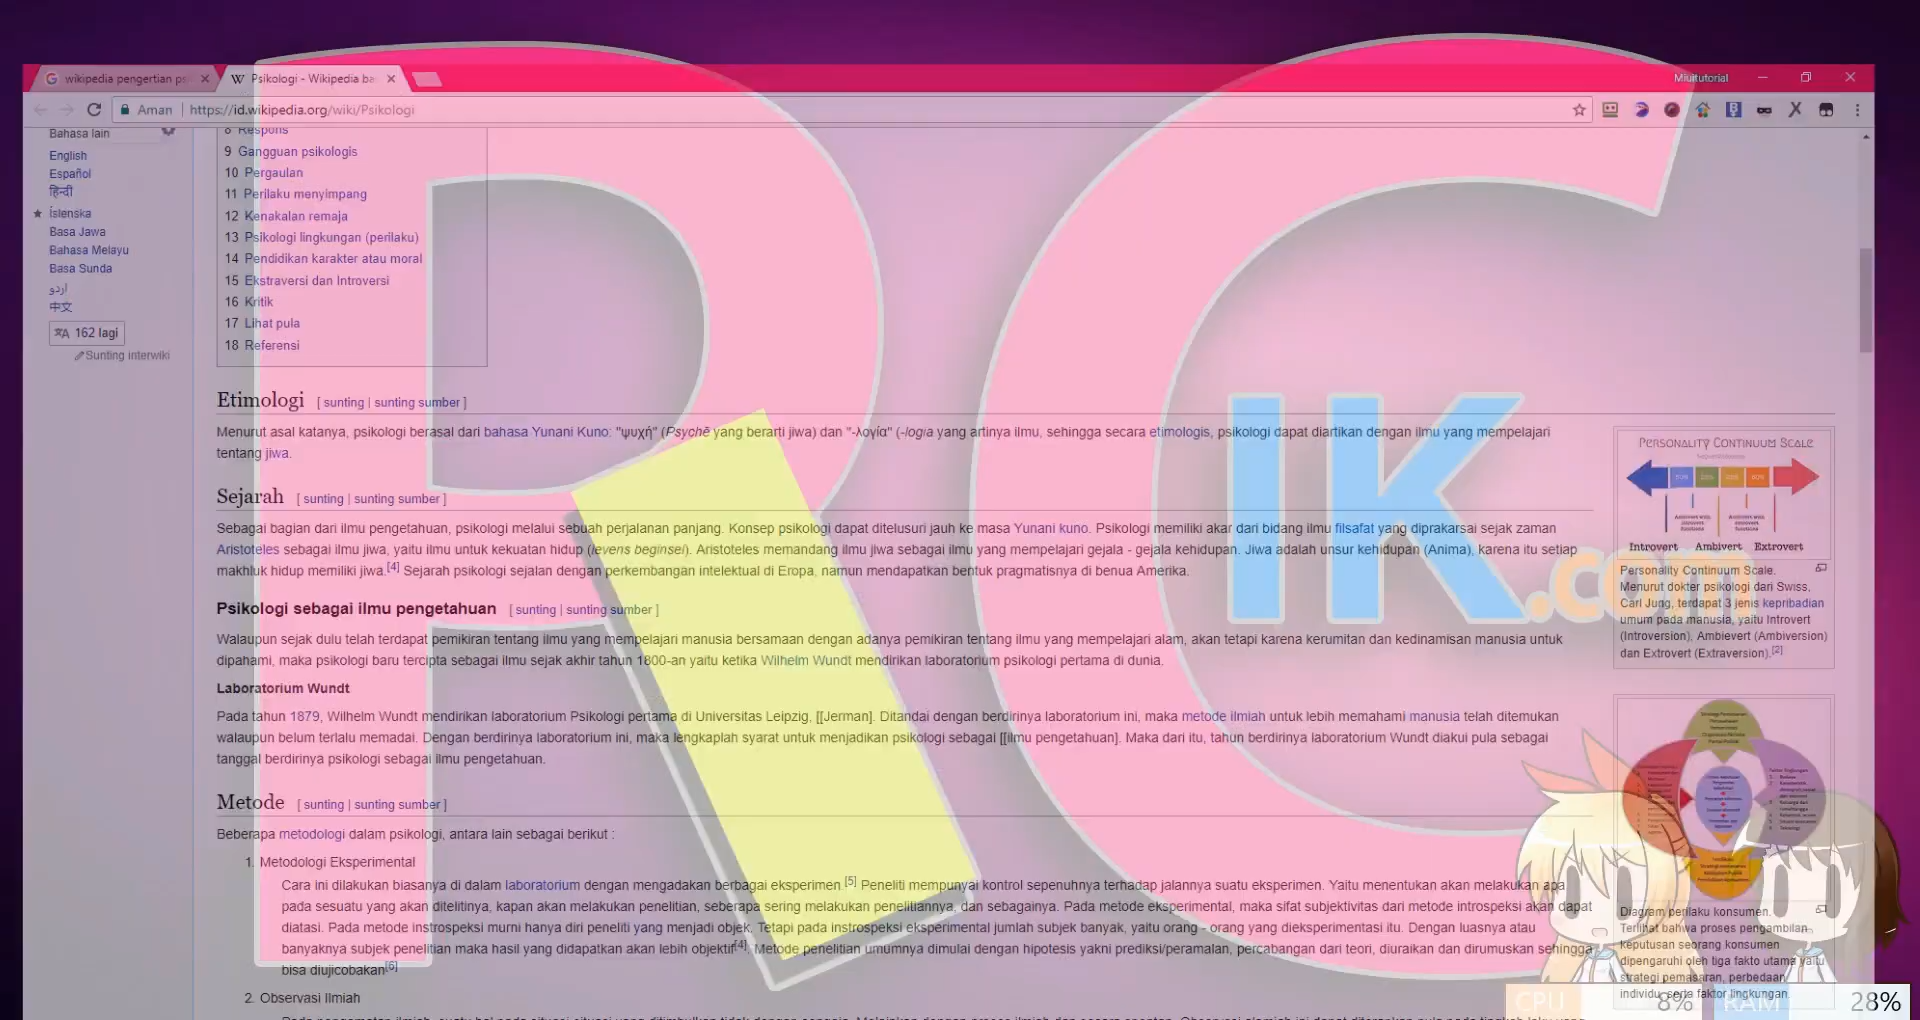 wikipedia pengertian ps
Psikologi - Wikipedia ba
Miuitutorial
Aman
https://id.wikipedia.org/wiki/Psikologi
Bahasa lain
English
Español
हिन्दी
Íslenska
Basa Jawa
Bahasa Melayu
Basa Sunda
اردو
中文
162 lagi
Sunting interwiki
8 Respons
9 Gangguan psikologis
10 Pergaulan
11 Perilaku menyimpang
12 Kenakalan remaja
13 Psikologi lingkungan (perilaku)
14 Pendidikan karakter atau moral
15 Ekstraversi dan Introversi
16 Kritik
17 Lihat pula
18 Referensi
Etimologi [ sunting | sunting sumber ]
Menurut asal katanya, psikologi berasal dari bahasa Yunani Kuno: "ψυχή" (Psychē yang berarti jiwa) dan "-λογία" (-logia yang artinya ilmu, sehingga secara etimologis, psikologi dapat diartikan dengan ilmu yang mempelajari
tentang jiwa.
Sejarah [ sunting | sunting sumber ]
Sebagai bagian dari ilmu pengetahuan, psikologi melalui sebuah perjalanan panjang. Konsep psikologi dapat ditelusuri jauh ke masa Yunani kuno. Psikologi memiliki akar dari bidang ilmu filsafat yang diprakarsai sejak zaman
Aristoteles sebagai ilmu jiwa, yaitu ilmu untuk kekuatan hidup (levens beginsel). Aristoteles memandang ilmu jiwa sebagai ilmu yang mempelajari gejala - gejala kehidupan. Jiwa adalah unsur kehidupan (Anima), karena itu setiap
makhluk hidup memiliki jiwa.[4] Sejarah psikologi sejalan dengan perkembangan intelektual di Eropa, namun mendapatkan bentuk pragmatisnya di benua Amerika.
Psikologi sebagai ilmu pengetahuan [ sunting | sunting sumber ]
Walaupun sejak dulu telah terdapat pemikiran tentang ilmu yang mempelajari manusia bersamaan dengan adanya pemikiran tentang ilmu yang mempelajari alam, akan tetapi karena kerumitan dan kedinamisan manusia untuk
dipahami, maka psikologi baru tercipta sebagai ilmu sejak akhir tahun 1800-an yaitu ketika Wilhelm Wundt mendirikan laboratorium psikologi pertama di dunia.
Laboratorium Wundt
Pada tahun 1879, Wilhelm Wundt mendirikan laboratorium Psikologi pertama di Universitas Leipzig, [[Jerman]. Ditandai dengan berdirinya laboratorium ini, maka metode ilmiah untuk lebih memahami manusia telah ditemukan
walaupun belum terlalu memadai. Dengan berdirinya laboratorium ini, maka lengkaplah syarat untuk menjadikan psikologi sebagai [[ilmu pengetahuan]. Maka dari itu, tahun berdirinya laboratorium Wundt diakui pula sebagai
tanggal berdirinya psikologi sebagai ilmu pengetahuan.
Metode [ sunting | sunting sumber ]
Beberapa metodologi dalam psikologi, antara lain sebagai berikut :
1. Metodologi Eksperimental
Cara ini dilakukan biasanya di dalam laboratorium dengan mengadakan berbagai eksperimen.[5] Peneliti mempunyai kontrol sepenuhnya terhadap jalannya suatu eksperimen. Yaitu menentukan akan melakukan apa
pada sesuatu yang akan ditelitinya, kapan akan melakukan penelitian, seberapa sering melakukan penelitiannya, dan sebagainya. Pada metode eksperimental, maka sifat subjektivitas dari metode introspeksi akan dapat
diatasi. Pada metode instrospeksi murni hanya diri peneliti yang menjadi objek. Tetapi pada instrospeksi eksperimental jumlah subjek banyak, yaitu orang - orang yang dieksperimentasi itu. Dengan luasnya atau
banyaknya subjek penelitian maka hasil yang didapatkan akan lebih objektif[4]. Metode penelitian umumnya dimulai dengan hipotesis yakni prediksi/peramalan, percabangan dari teori, diuraikan dan dirumuskan sehingga
bisa diujicobakan[6]
2. Observasi Ilmiah
PERSONALITY CONTINUUM SCALE
Introvert Ambivert Extrovert
Personality Continuum Scale.
Menurut dokter psikologi dari Swiss,
Carl Jung, terdapat 3 jenis kepribadian
umum pada manusia, yaitu Introvert
(Introversion), Ambievert (Ambiversion)
dan Extrovert (Extraversion).[2]
Diagram perilaku konsumen.
Terlihat bahwa proses pengambilan
keputusan seorang konsumen
dipengaruhi oleh tiga fakto utama yaitu
strategi pemasaran, perbedaan
individu, serta faktor lingkungan.
RC
IK.com
CPU 8% RAM 28%